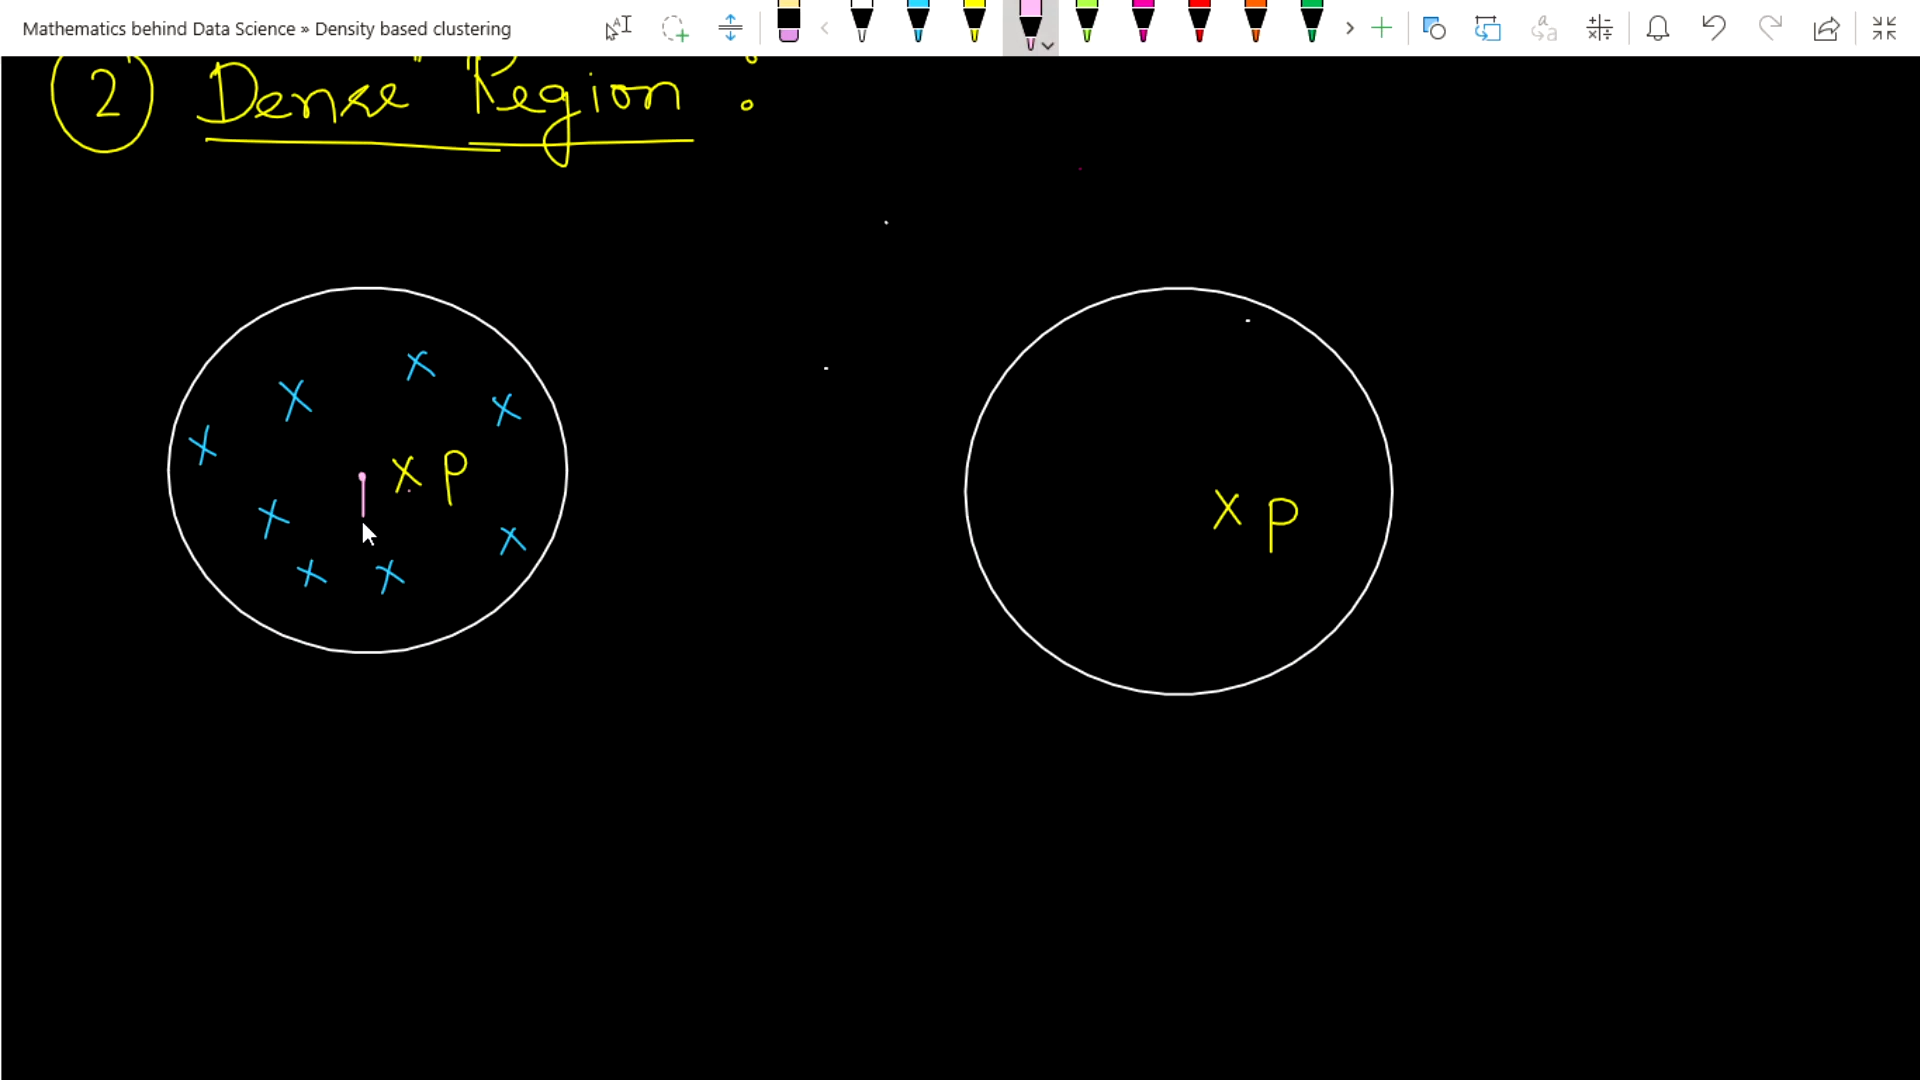 Mathematics behind Data Science » Density based clustering
2 Dense Region :
x x
x x
x x p
x x
x x
x p